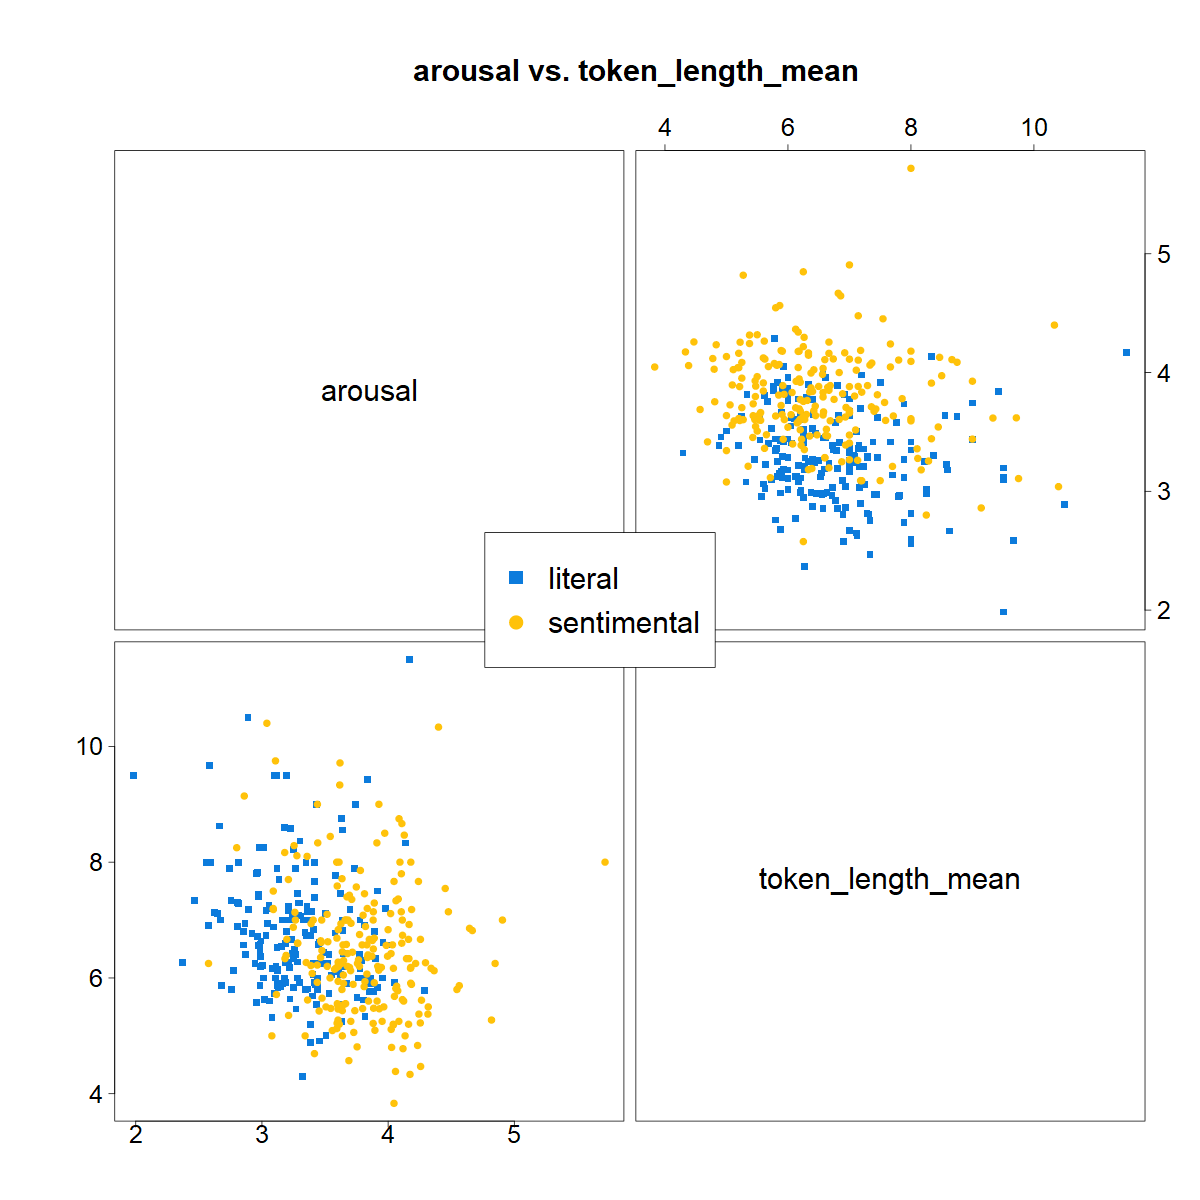 arousal vs. token_length_mean
4 6 8 10
arousal
5
4
3
2
literal
sentimental
10
8
6
4
token_length_mean
2 3 4 5